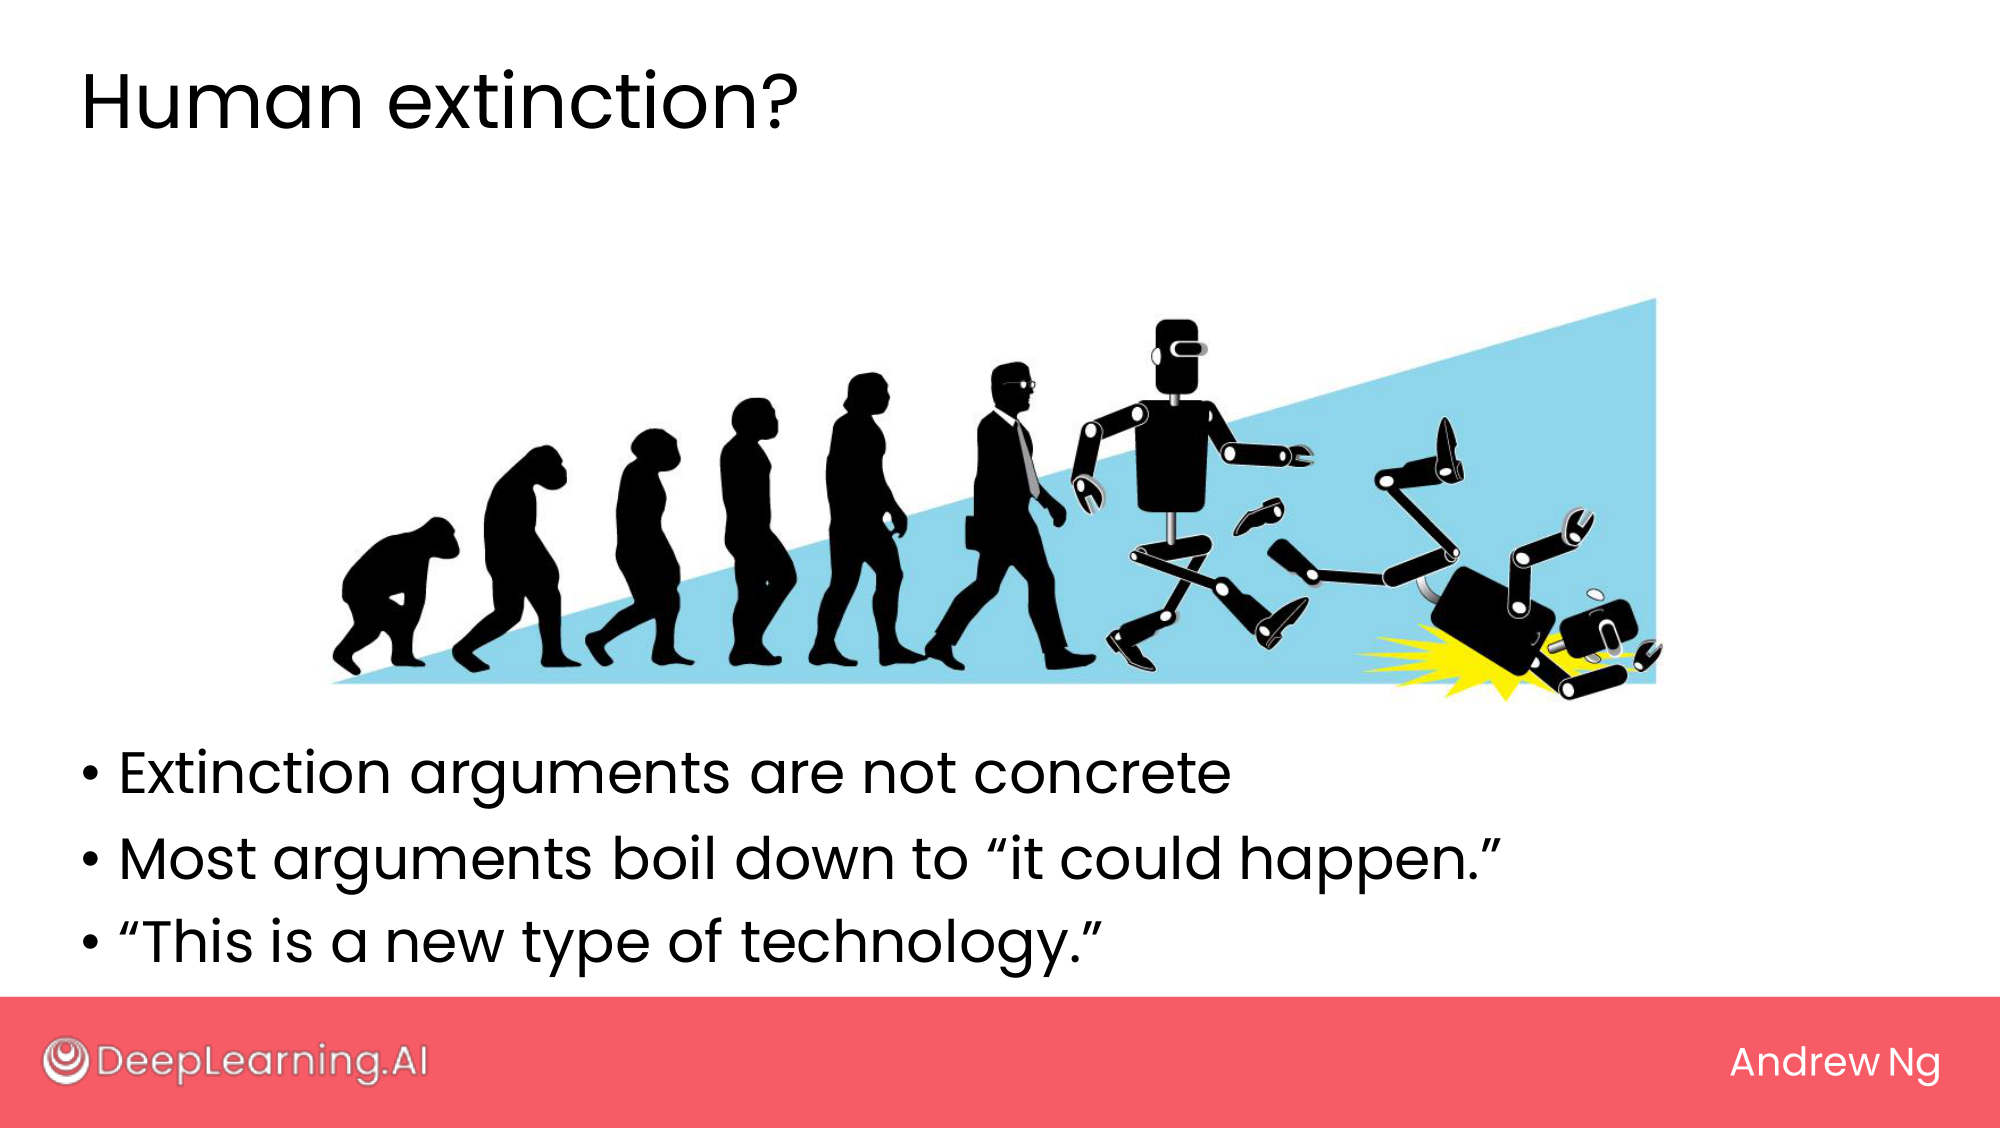 Human extinction?
• Extinction arguments are not concrete
• Most arguments boil down to “it could happen.”
• “This is a new type of technology.”
DeepLearning.AI
Andrew Ng